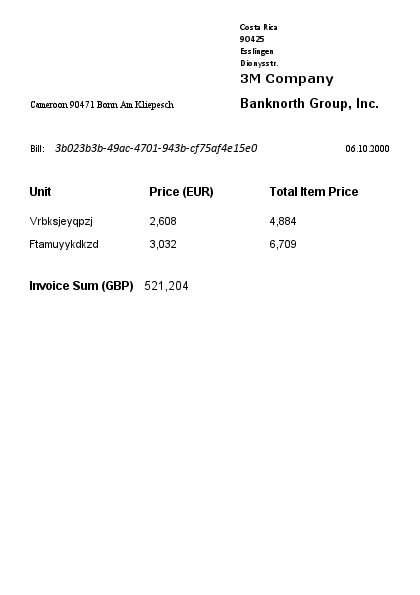 Costa Rica
90425
Esslingen
Dionysstr.
3M Company
Cameroon 90471 Bonn Am Kliepesch
Banknorth Group, Inc.
Bill: 3b023b3b-49ac-4701-943b-cf75af4e15e0 06.10.2000
Unit Price (EUR) Total Item Price
Vrbksjeyqpzj 2,608 4,884
Ftamuyykdkzd 3,032 6,709
Invoice Sum (GBP) 521,204